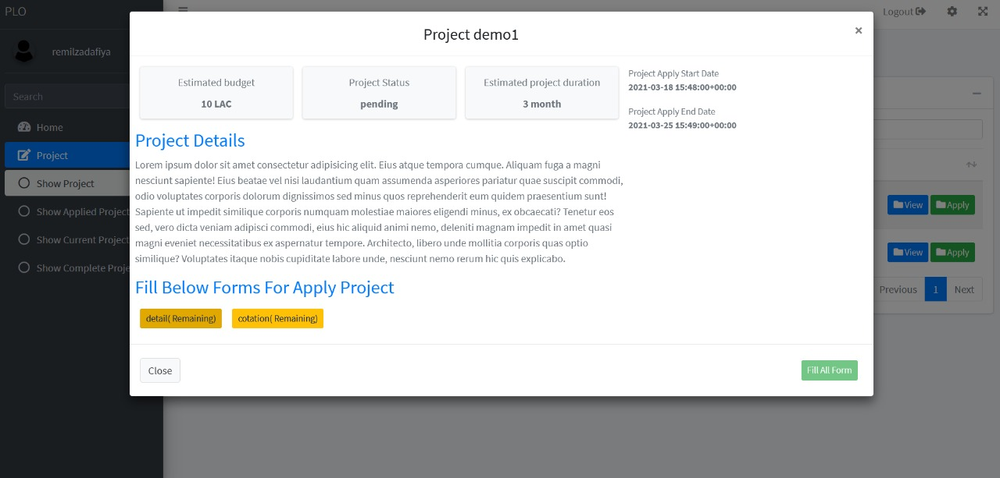 PLO
Logout
remilzadafiya
Search
Home
Project
Show Project
Show Applied Project
Show Current Project
Show Complete Proje
Project demo1
×
Estimated budget
10 LAC
Project Status
pending
Estimated project duration
3 month
Project Apply Start Date
2021-03-18 15:48:00+00:00
Project Apply End Date
2021-03-25 15:49:00+00:00
Project Details
Lorem ipsum dolor sit amet consectetur adipisicing elit. Eius atque tempora cumque. Aliquam fuga a magni
nesciunt sapiente! Eius beatae vel nisi laudantium quam assumenda asperiores pariatur quae suscipit commodi,
odio voluptates corporis dolorum dignissimos sed minus quos reprehenderit eum quidem praesentium sunt!
Sapiente ut impedit similique corporis numquam molestiae maiores eligendi minus, ex obcaecati? Tenetur eos
sed, vero dicta veniam adipisci commodi, eius hic aliquid animi nemo, deleniti magnam impedit in amet quasi
magni eveniet necessitatibus ex aspernatur tempore. Architecto, libero unde mollitia corporis quas optio
similique? Voluptates itaque nobis cupiditate labore unde, nesciunt nemo rerum hic quis explicabo.
Fill Below Forms For Apply Project
detail( Remaining) cotation( Remaining)
Close
Fill All Form
View Apply
View Apply
Previous 1 Next